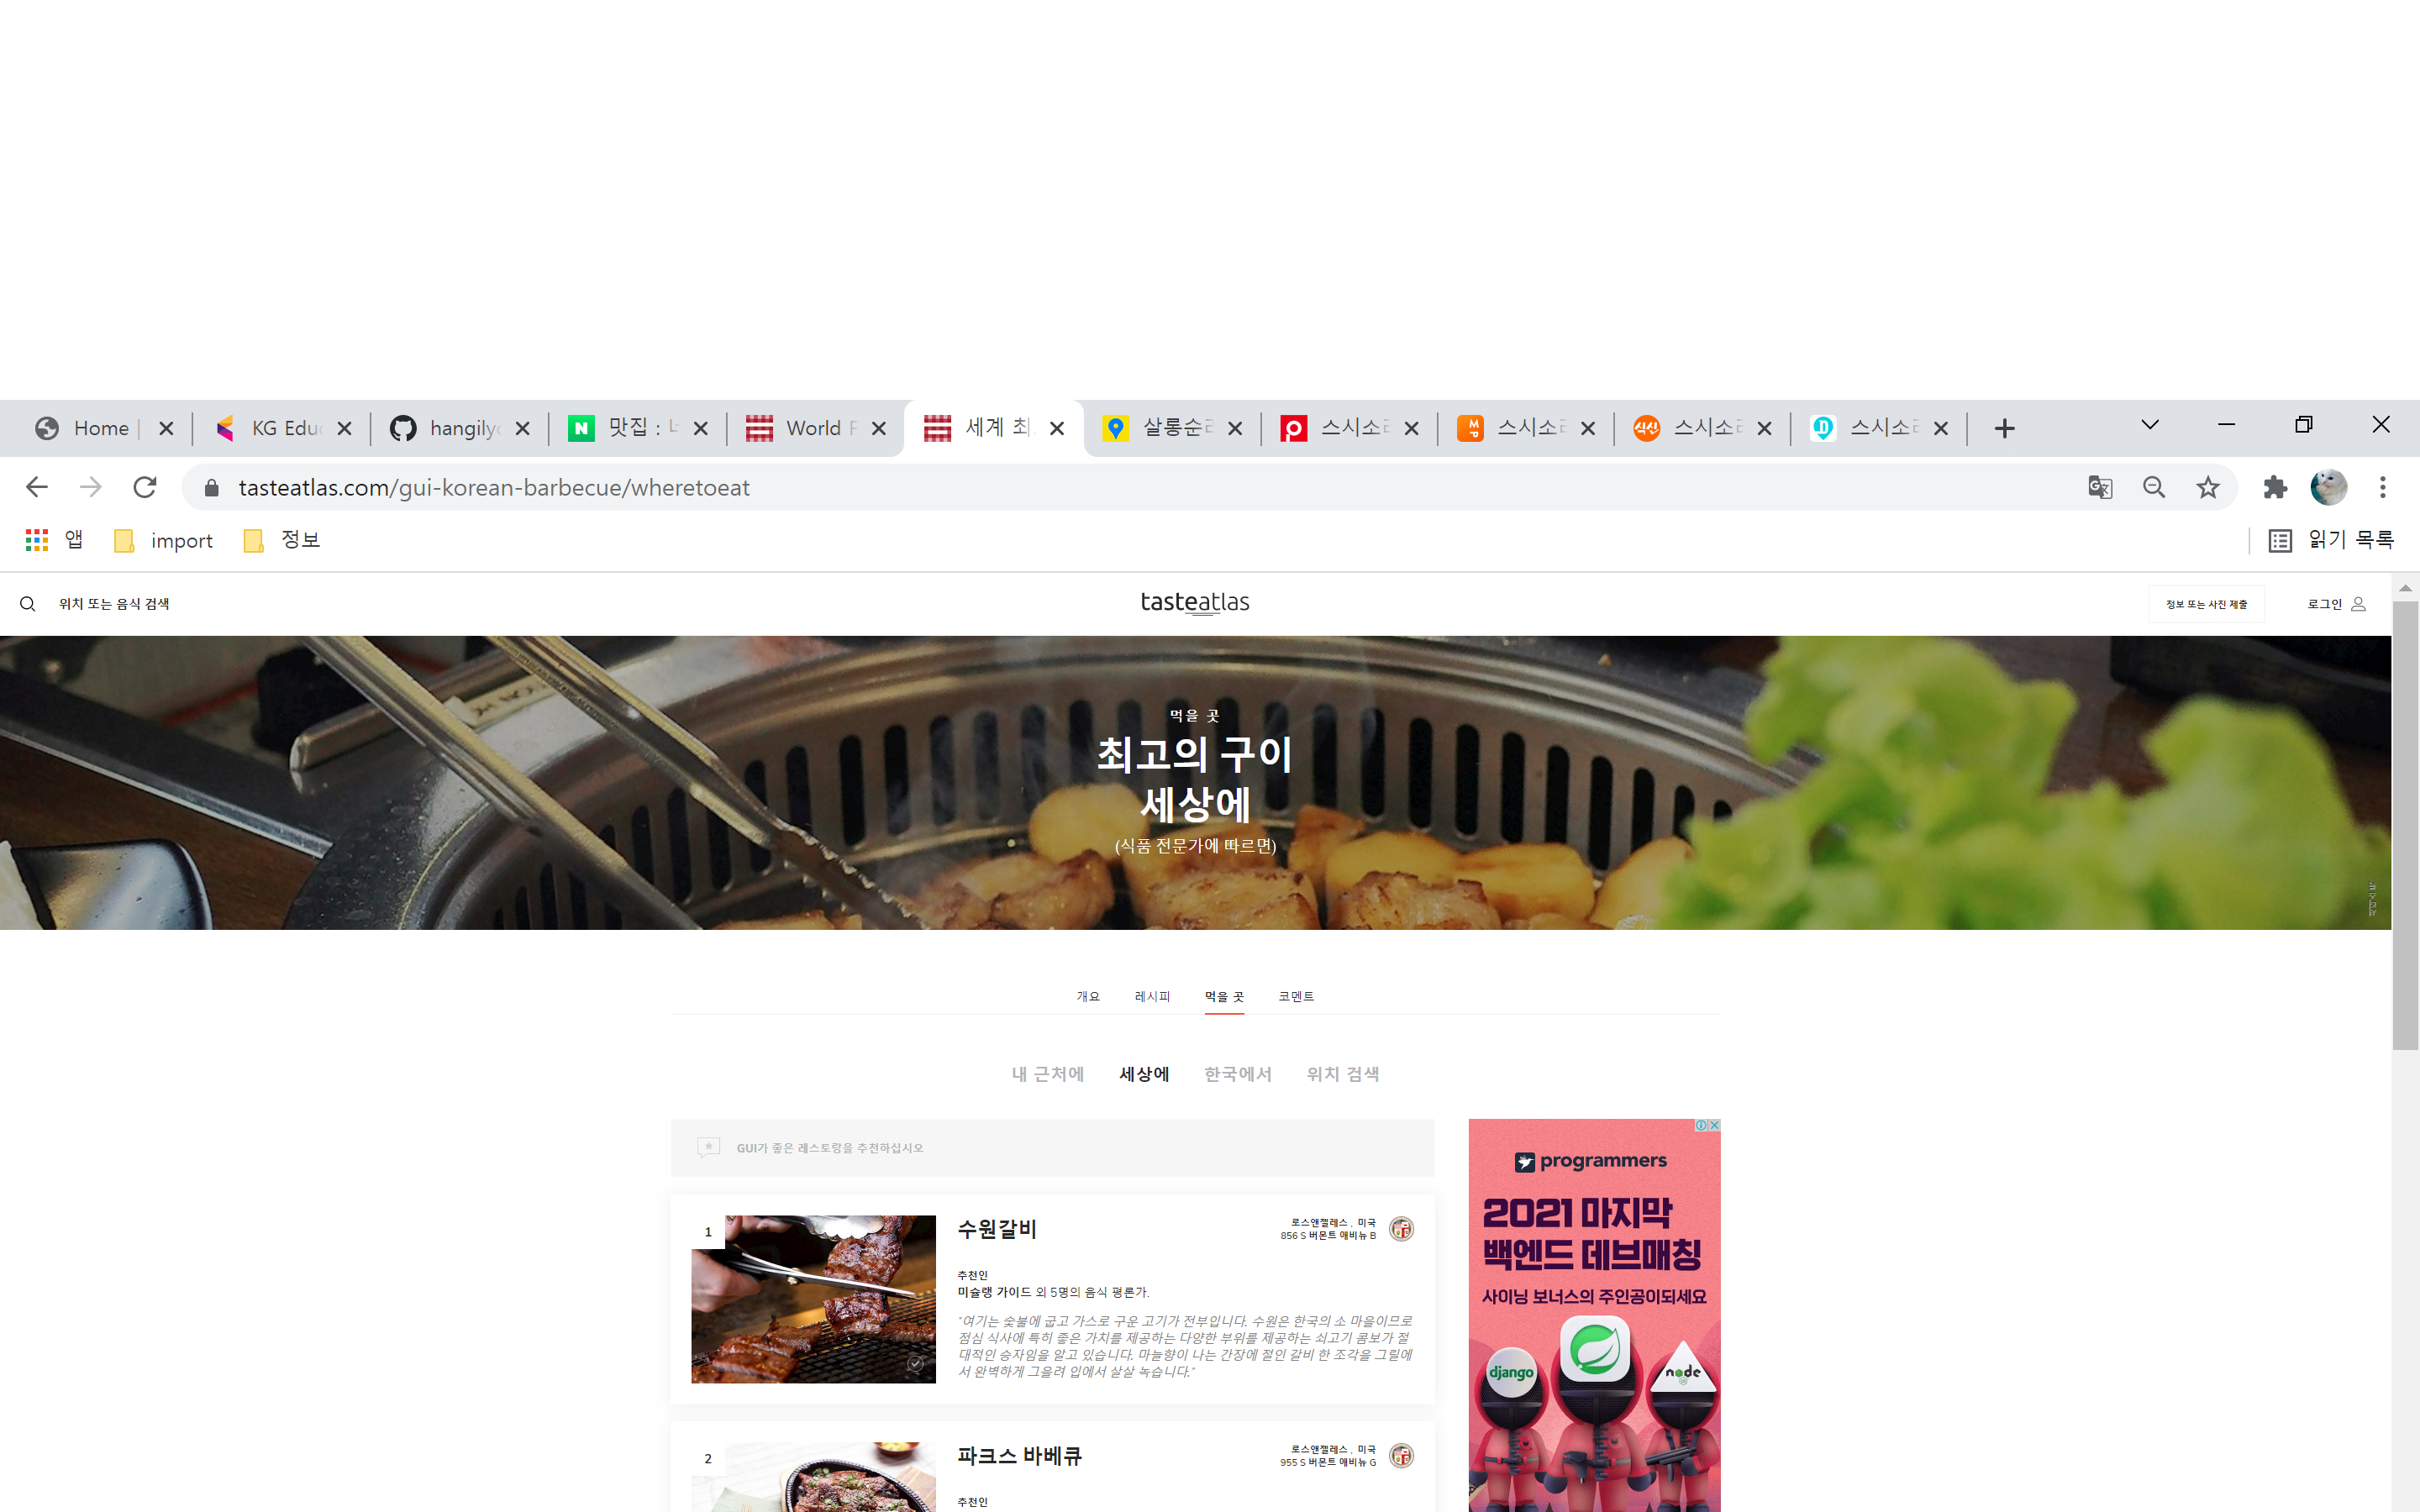 Home
KG Educ
hangilyo
맛집 : 네
World F
세계 최
살롱순라
스시소라
스시소라
스시소라
스시소라
tasteatlas.com/gui-korean-barbecue/wheretoeat
앱
import
정보
읽기 목록
위치 또는 음식 검색
tasteatlas
정보 또는 사진 제출
로그인
먹을 곳
최고의 구이
세상에
(식품 전문가에 따르면)
셔터스톡
개요 레시피 먹을 곳 코멘트
내 근처에 세상에 한국에서 위치 검색
GUI가 좋은 레스토랑을 추천하십시오
1
수원갈비
로스앤젤레스 , 미국
856 S 버몬트 애비뉴 B
추천인
미슐랭 가이드 외 5명의 음식 평론가.
"여기는 숯불에 굽고 가스로 구운 고기가 전부입니다. 수원은 한국의 소 마을이므로
점심 식사에 특히 좋은 가치를 제공하는 다양한 부위를 제공하는 쇠고기 콤보가 절
대적인 승자임을 알고 있습니다. 마늘향이 나는 간장에 절인 갈비 한 조각을 그릴에
서 완벽하게 그을려 입에서 살살 녹습니다."
2
파크스 바베큐
로스앤젤레스 , 미국
955 S 버몬트 애비뉴 G
추천인
programmers
2021 마지막
백엔드 데브매칭
사이닝 보너스의 주인공이되세요
django
node